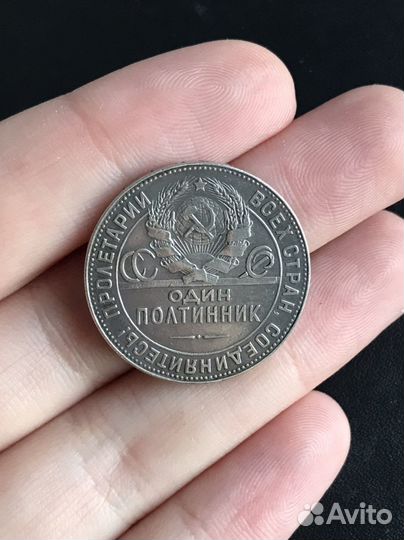 ПРОЛЕТАРИИ ВСЕХ СТРАН, СОЕДИНЯЙТЕСЬ!
СС СР
ОДИН
ПОЛТИННИК
Avito